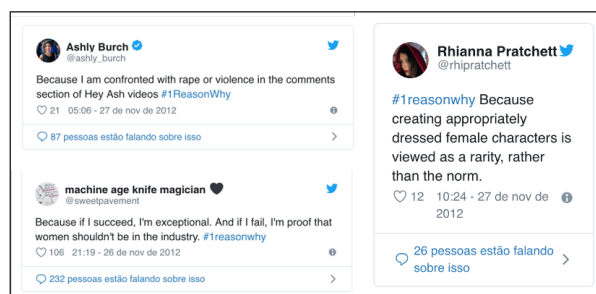 Ashly Burch
@ashly_burch
Because I am confronted with rape or violence in the comments
section of Hey Ash videos #1ReasonWhy
21 05:06 - 27 de nov de 2012
87 pessoas estão falando sobre isso
machine age knife magician 🖤
@sweetpavement
Because if I succeed, I'm exceptional. And if I fail, I'm proof that
women shouldn't be in the industry. #1reasonwhy
106 21:19 - 26 de nov de 2012
232 pessoas estão falando sobre isso
Rhianna Pratchett
@rhipratchett
#1reasonwhy Because
creating appropriately
dressed female characters is
viewed as a rarity, rather
than the norm.
12 10:24 - 27 de nov de
2012
26 pessoas estão falando
sobre isso